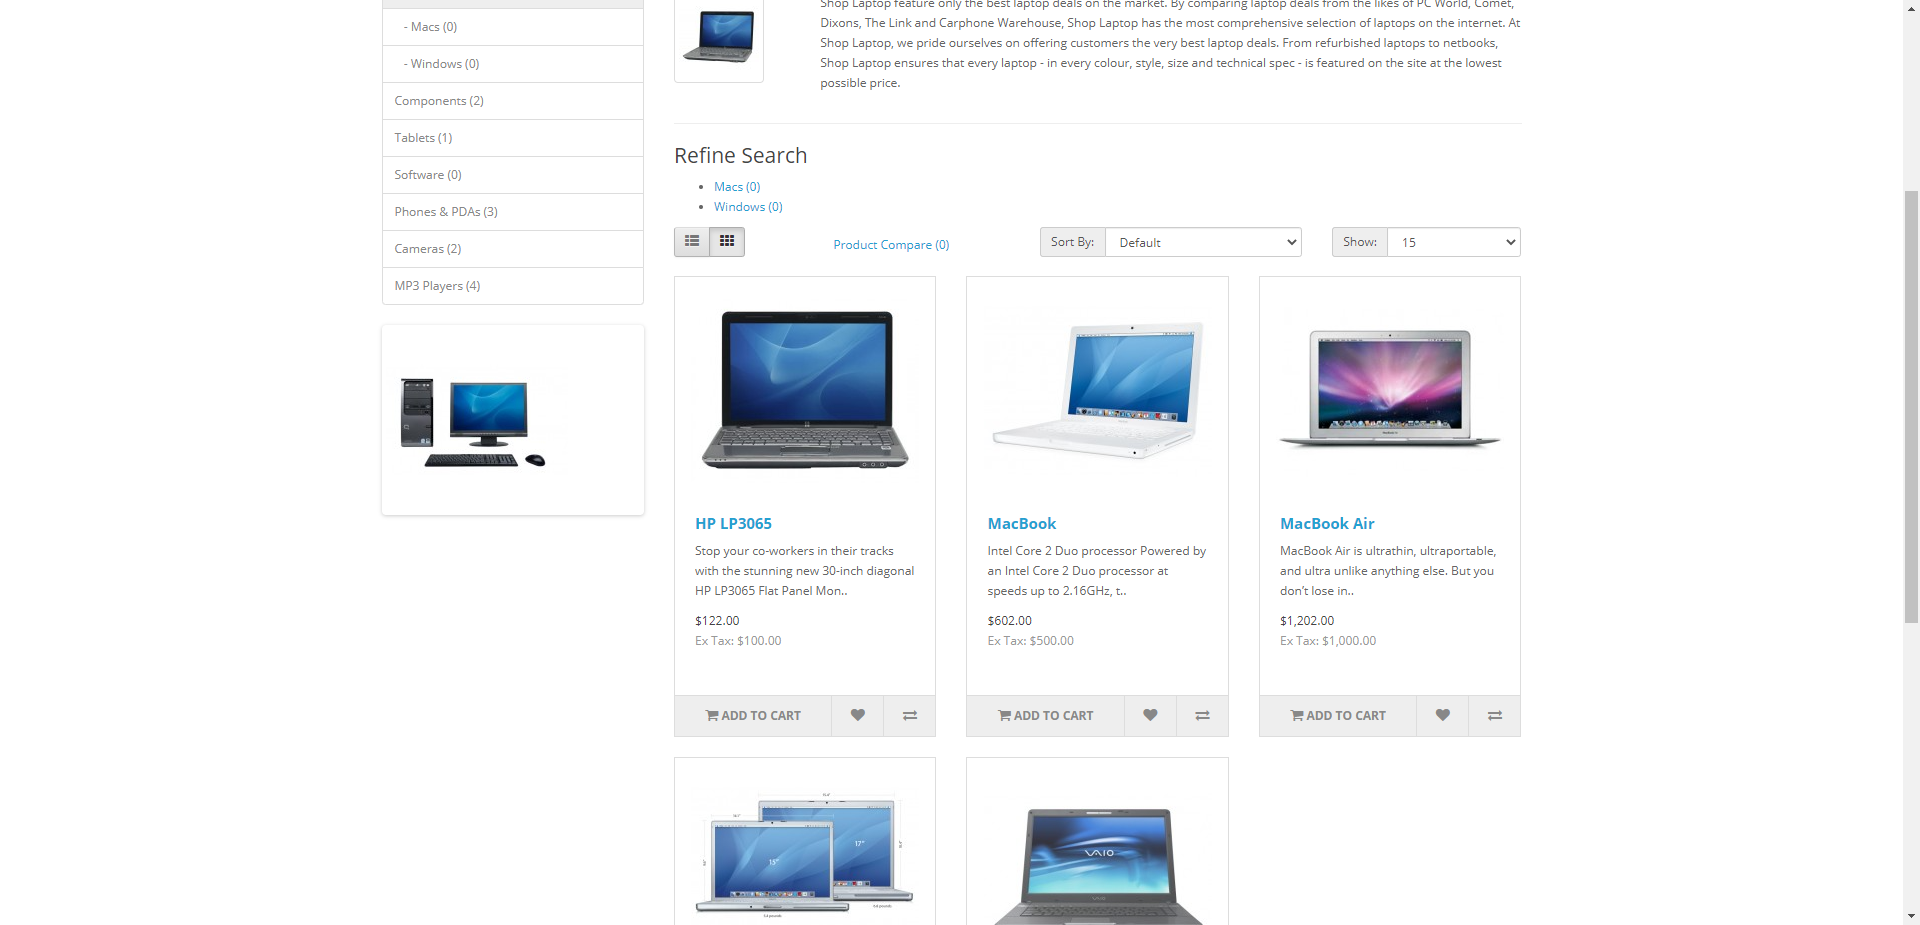 - Macs (0)
- Windows (0)
Components (2)
Tablets (1)
Software (0)
Phones & PDAs (3)
Cameras (2)
MP3 Players (4)
Shop Laptop feature only the best laptop deals on the market. By comparing laptop deals from the likes of PC World, Comet,
Dixons, The Link and Carphone Warehouse, Shop Laptop has the most comprehensive selection of laptops on the internet. At
Shop Laptop, we pride ourselves on offering customers the very best laptop deals. From refurbished laptops to netbooks,
Shop Laptop ensures that every laptop - in every colour, style, size and technical spec - is featured on the site at the lowest
possible price.
Refine Search
Macs (0)
Windows (0)
Product Compare (0)
Sort By:
Default
Show:
15
HP LP3065
Stop your co-workers in their tracks
with the stunning new 30-inch diagonal
HP LP3065 Flat Panel Mon..
$122.00
Ex Tax: $100.00
ADD TO CART
MacBook
Intel Core 2 Duo processor Powered by
an Intel Core 2 Duo processor at
speeds up to 2.16GHz, t..
$602.00
Ex Tax: $500.00
ADD TO CART
MacBook Air
MacBook Air is ultrathin, ultraportable,
and ultra unlike anything else. But you
don’t lose in..
$1,202.00
Ex Tax: $1,000.00
ADD TO CART
15"
17"
VAIO